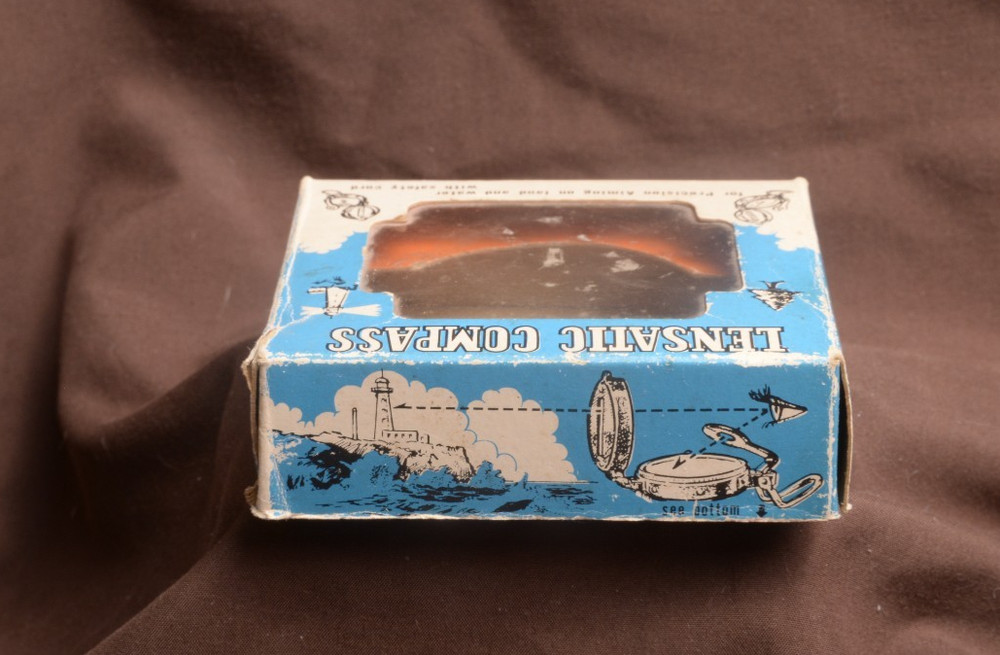 LENSATIC COMPASS
for Precision Aiming on land and water
with safety cord
see bottom